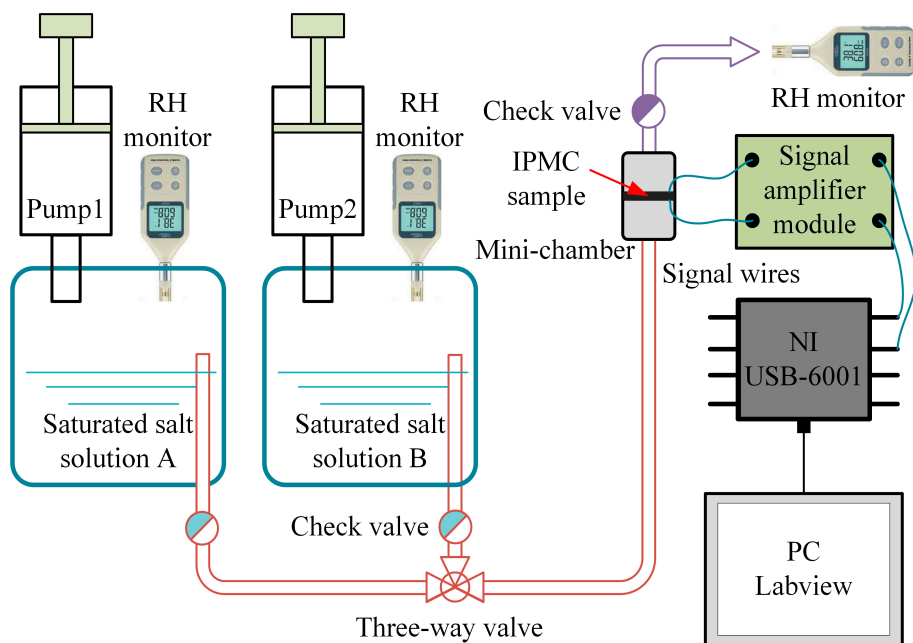 RH
monitor
Pump1
RH
monitor
Pump2
Check valve
RH monitor
IPMC
sample
Mini-chamber
Signal
amplifier
module
Signal wires
NI
USB-6001
Saturated salt
solution A
Saturated salt
solution B
Check valve
Three-way valve
PC
Labview